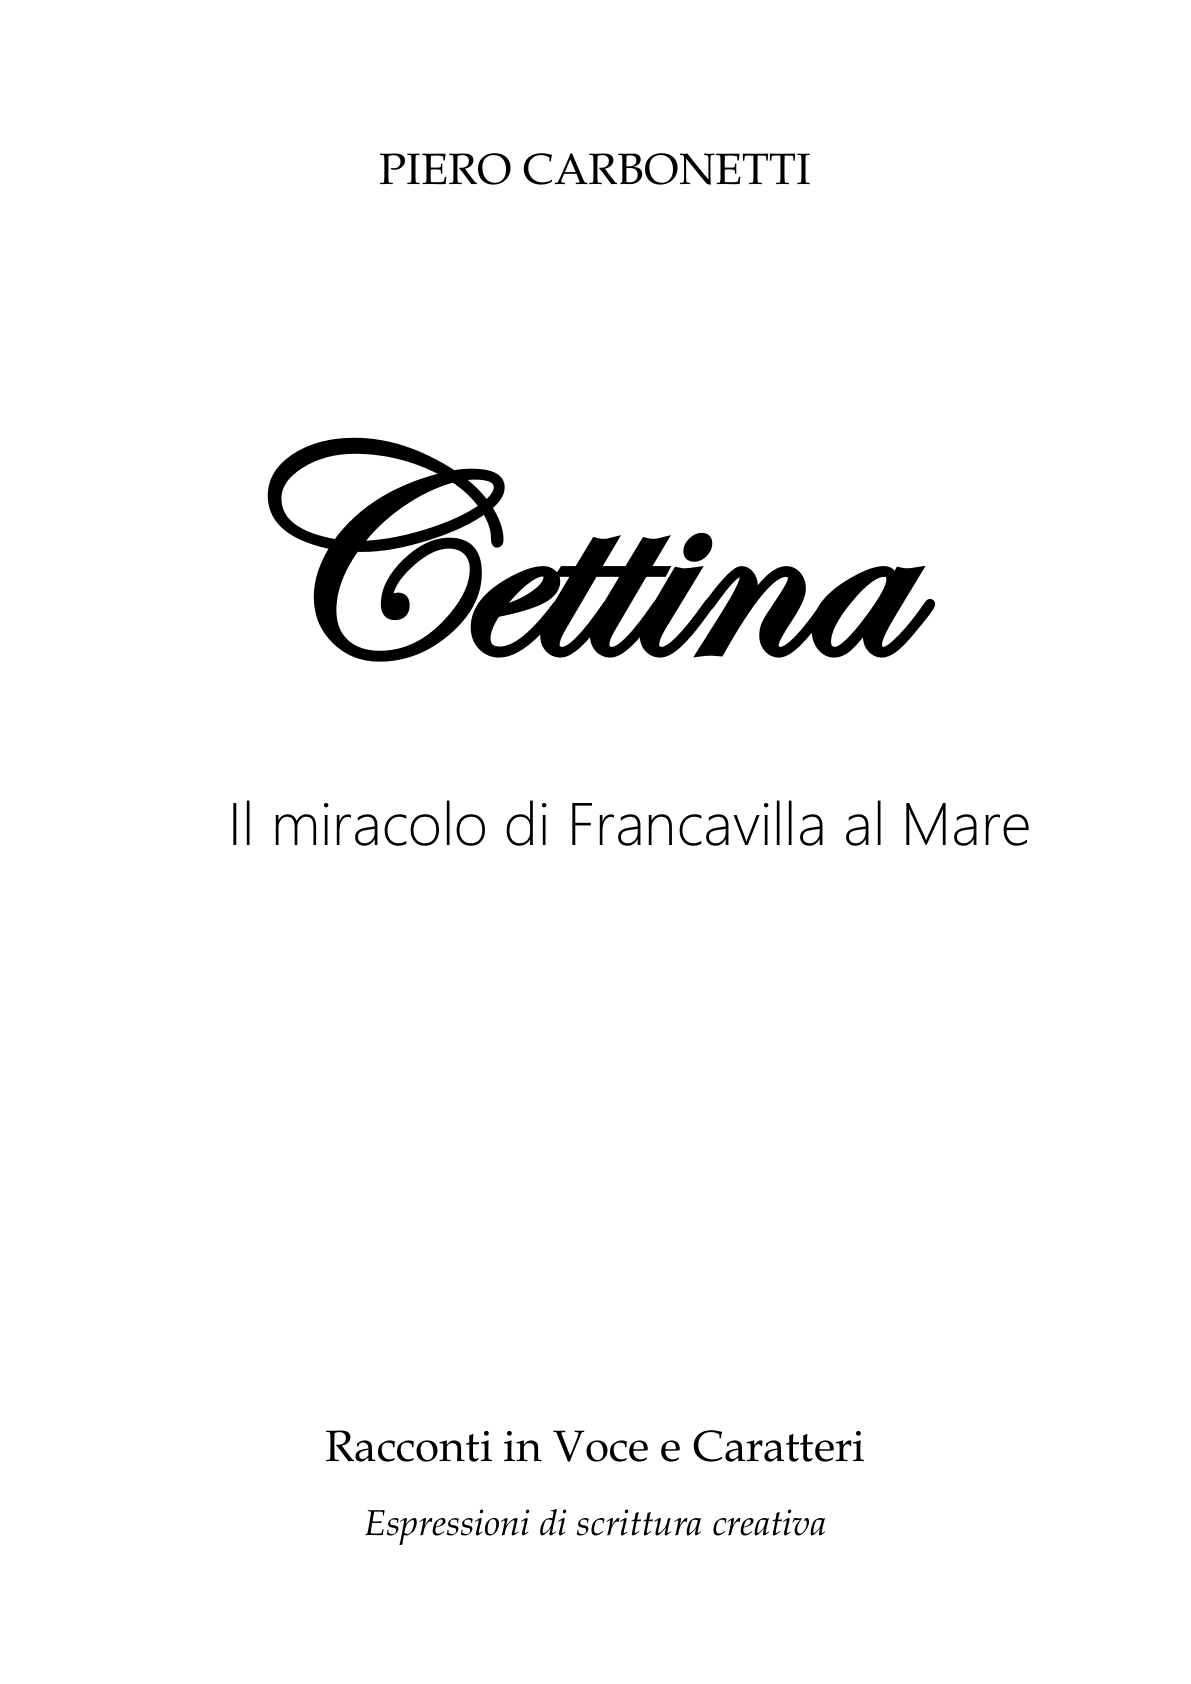 PIERO CARBONETTI
Cettina
Il miracolo di Francavilla al Mare
Racconti in Voce e Caratteri
Espressioni di scrittura creativa